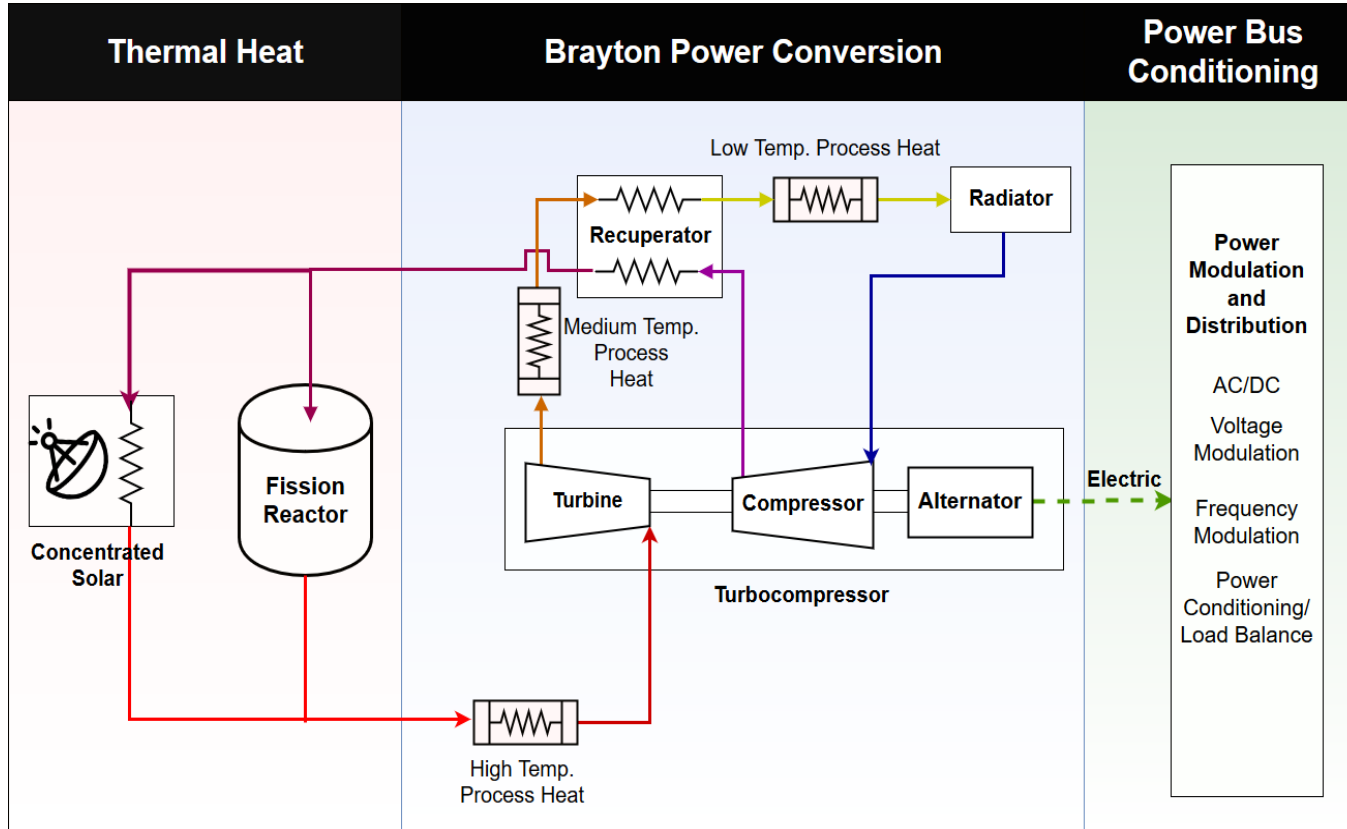 Thermal Heat
Brayton Power Conversion
Power Bus
Conditioning
Low Temp. Process Heat
Recuperator
Radiator
Medium Temp.
Process
Heat
Concentrated
Solar
Fission
Reactor
Turbine
Compressor
Alternator
Turbocompressor
High Temp.
Process Heat
Electric
Power
Modulation
and
Distribution
AC/DC
Voltage
Modulation
Frequency
Modulation
Power
Conditioning/
Load Balance